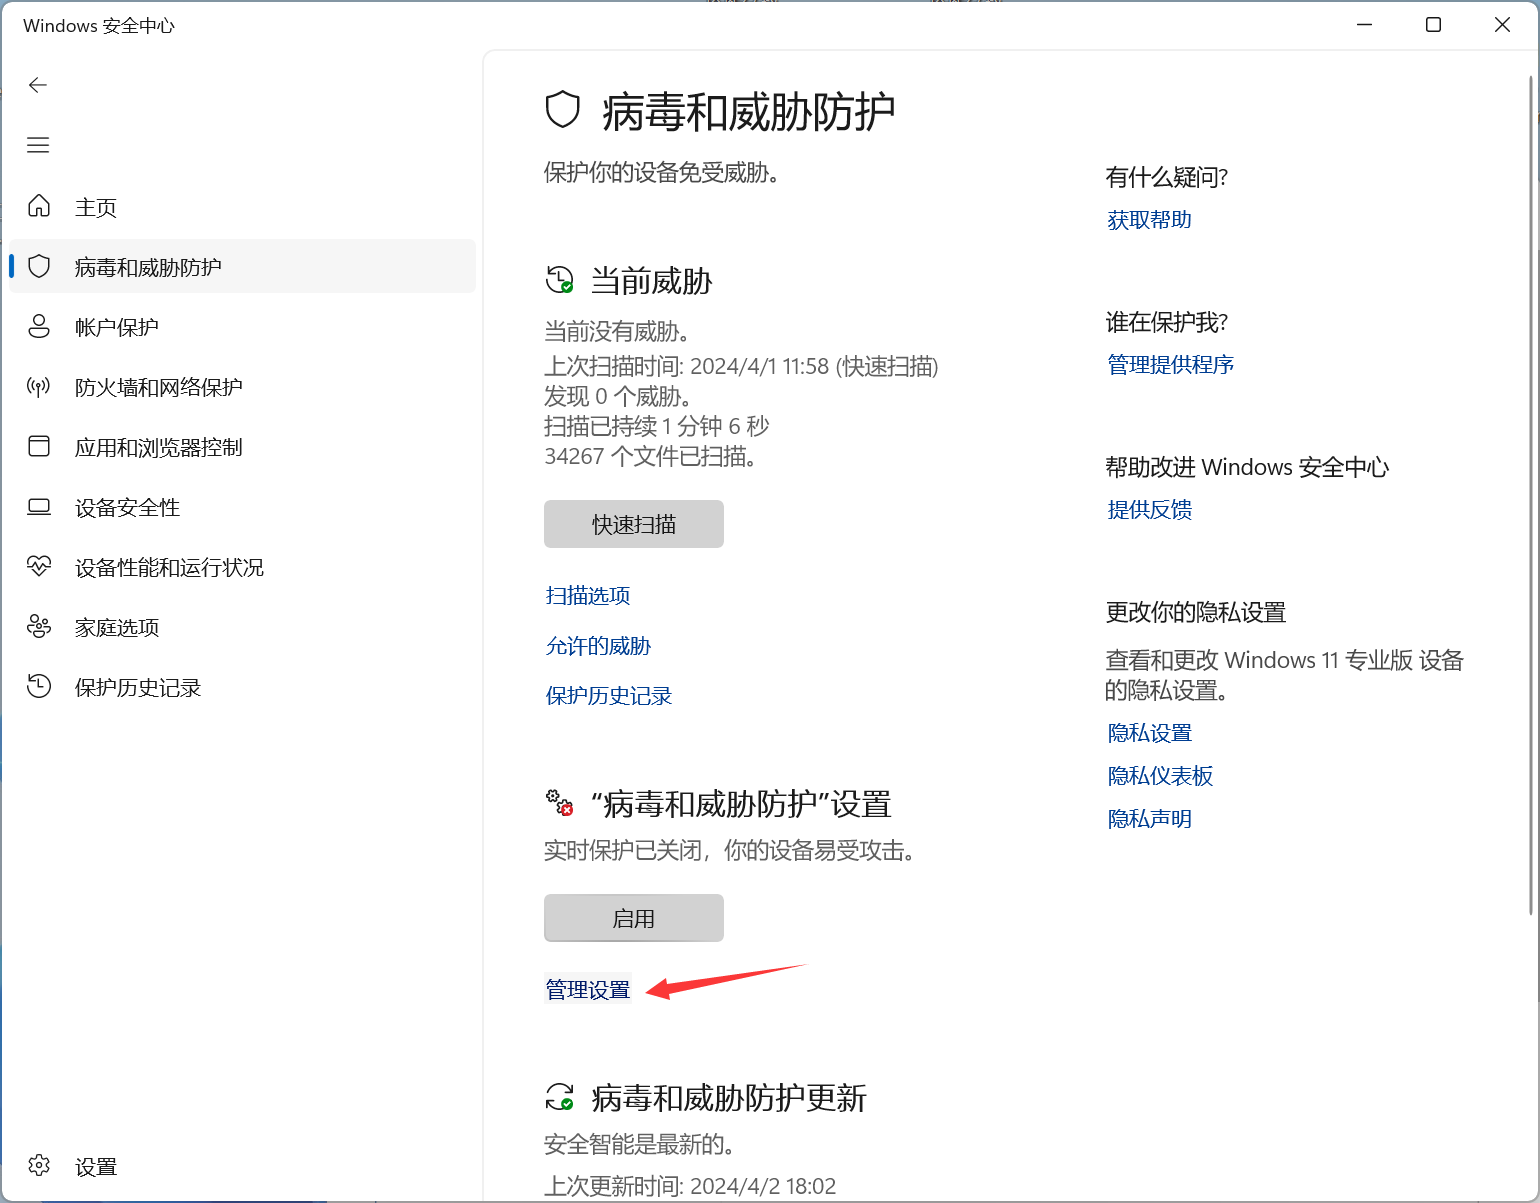 Windows 安全中心
主页
病毒和威胁防护
帐户保护
防火墙和网络保护
应用和浏览器控制
设备安全性
设备性能和运行状况
家庭选项
保护历史记录
设置
病毒和威胁防护
保护你的设备免受威胁。
当前威胁
当前没有威胁。
上次扫描时间: 2024/4/1 11:58 (快速扫描)
发现 0 个威胁。
扫描已持续 1 分钟 6 秒
34267 个文件已扫描。
快速扫描
扫描选项
允许的威胁
保护历史记录
“病毒和威胁防护”设置
实时保护已关闭，你的设备易受攻击。
启用
管理设置
病毒和威胁防护更新
安全智能是最新的。
上次更新时间: 2024/4/2 18:02
有什么疑问?
获取帮助
谁在保护我?
管理提供程序
帮助改进 Windows 安全中心
提供反馈
更改你的隐私设置
查看和更改 Windows 11 专业版 设备
的隐私设置。
隐私设置
隐私仪表板
隐私声明